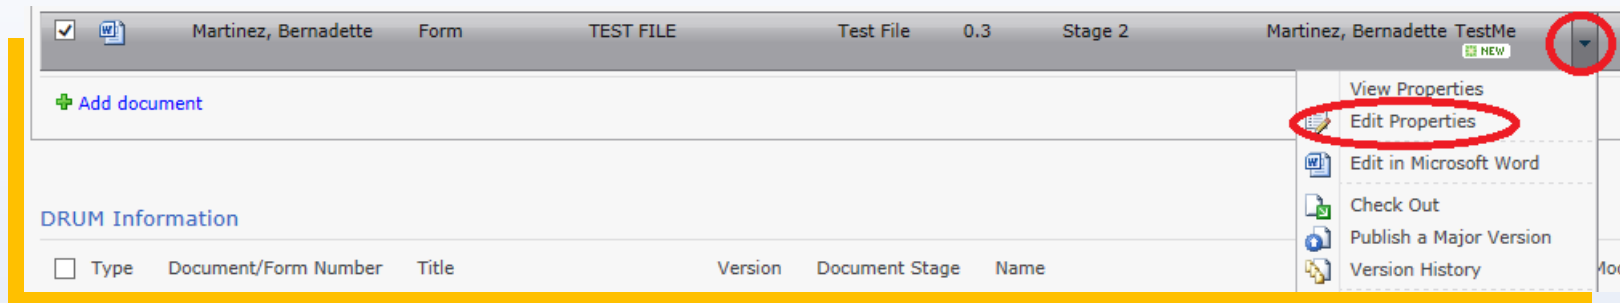 Martinez, Bernadette Form TEST FILE Test File 0.3 Stage 2 Martinez, Bernadette TestMe
NEW
Add document
View Properties
Edit Properties
Edit in Microsoft Word
Check Out
Publish a Major Version
Version History
DRUM Information
Type Document/Form Number Title Version Document Stage Name